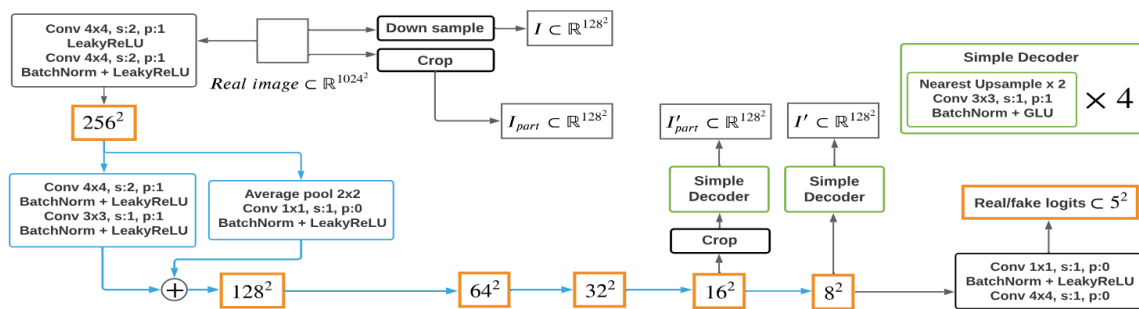 Conv 4x4, s:2, p:1
LeakyReLU
Conv 4x4, s:2, p:1
BatchNorm + LeakyReLU
Real image ⊂ ℝ^1024²
Down sample
Crop
I ⊂ ℝ^128²
I_part ⊂ ℝ^128²
256²
Conv 4x4, s:2, p:1
BatchNorm + LeakyReLU
Conv 3x3, s:1, p:1
BatchNorm + LeakyReLU
Average pool 2x2
Conv 1x1, s:1, p:0
BatchNorm + LeakyReLU
+
128²
64²
32²
16²
8²
Crop
Simple
Decoder
I'_part ⊂ ℝ^128²
Simple
Decoder
I' ⊂ ℝ^128²
Simple Decoder
Nearest Upsample x 2
Conv 3x3, s:1, p:1
BatchNorm + GLU
× 4
Real/fake logits ⊂ 5²
Conv 1x1, s:1, p:0
BatchNorm + LeakyReLU
Conv 4x4, s:1, p:0